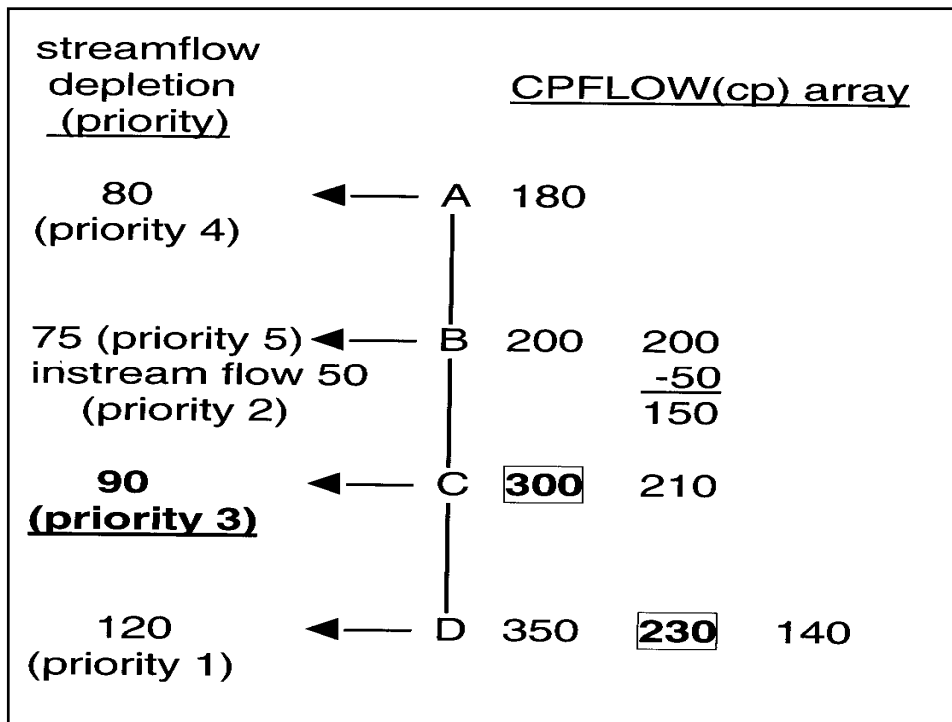 streamflow
depletion
(priority)
CPFLOW(cp) array
80
(priority 4)
A 180
75 (priority 5)
instream flow 50
(priority 2)
B 200 200
-50
150
90
(priority 3)
C 300 210
120
(priority 1)
D 350 230 140